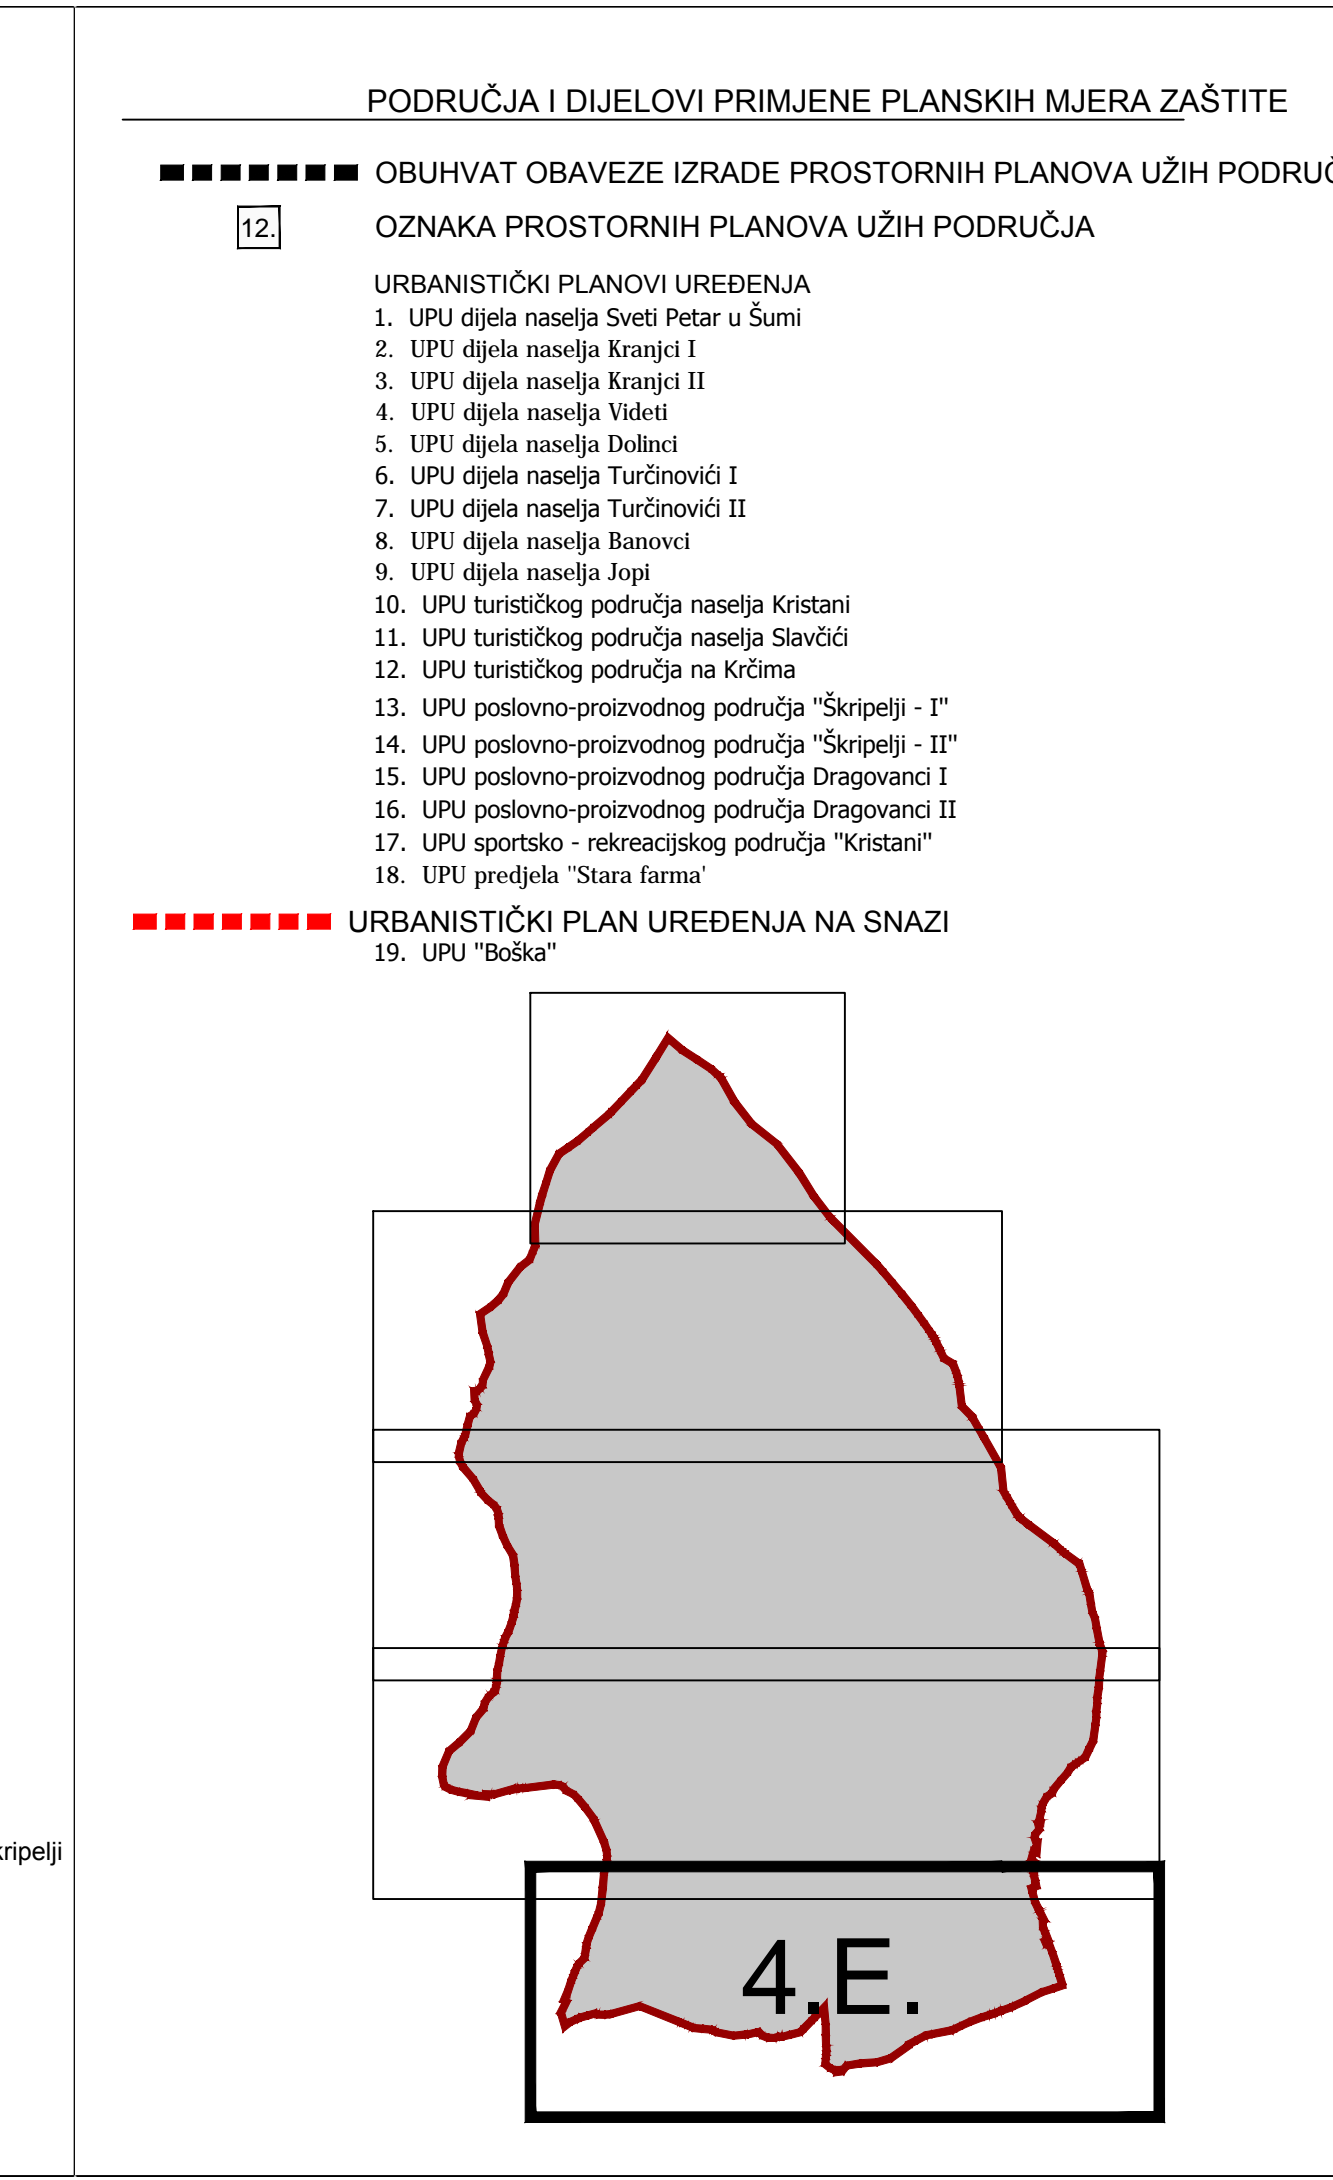 PODRUČJA I DIJELOVI PRIMJENE PLANSKIH MJERA ZAŠTITE
OBUHVAT OBAVEZE IZRADE PROSTORNIH PLANOVA UŽIH PODRUČ
12. OZNAKA PROSTORNIH PLANOVA UŽIH PODRUČJA
URBANISTIČKI PLANOVI UREĐENJA
1. UPU dijela naselja Sveti Petar u Šumi
2. UPU dijela naselja Kranjci I
3. UPU dijela naselja Kranjci II
4. UPU dijela naselja Videti
5. UPU dijela naselja Dolinci
6. UPU dijela naselja Turčinovići I
7. UPU dijela naselja Turčinovići II
8. UPU dijela naselja Banovci
9. UPU dijela naselja Jopi
10. UPU turističkog područja naselja Kristani
11. UPU turističkog područja naselja Slavčići
12. UPU turističkog područja na Krčima
13. UPU poslovno-proizvodnog područja "Škripelji - I"
14. UPU poslovno-proizvodnog područja "Škripelji - II"
15. UPU poslovno-proizvodnog područja Dragovanci I
16. UPU poslovno-proizvodnog područja Dragovanci II
17. UPU sportsko - rekreacijskog područja "Kristani"
18. UPU predjela "Stara farma'
URBANISTIČKI PLAN UREĐENJA NA SNAZI
19. UPU "Boška"
kripelji
4.E.